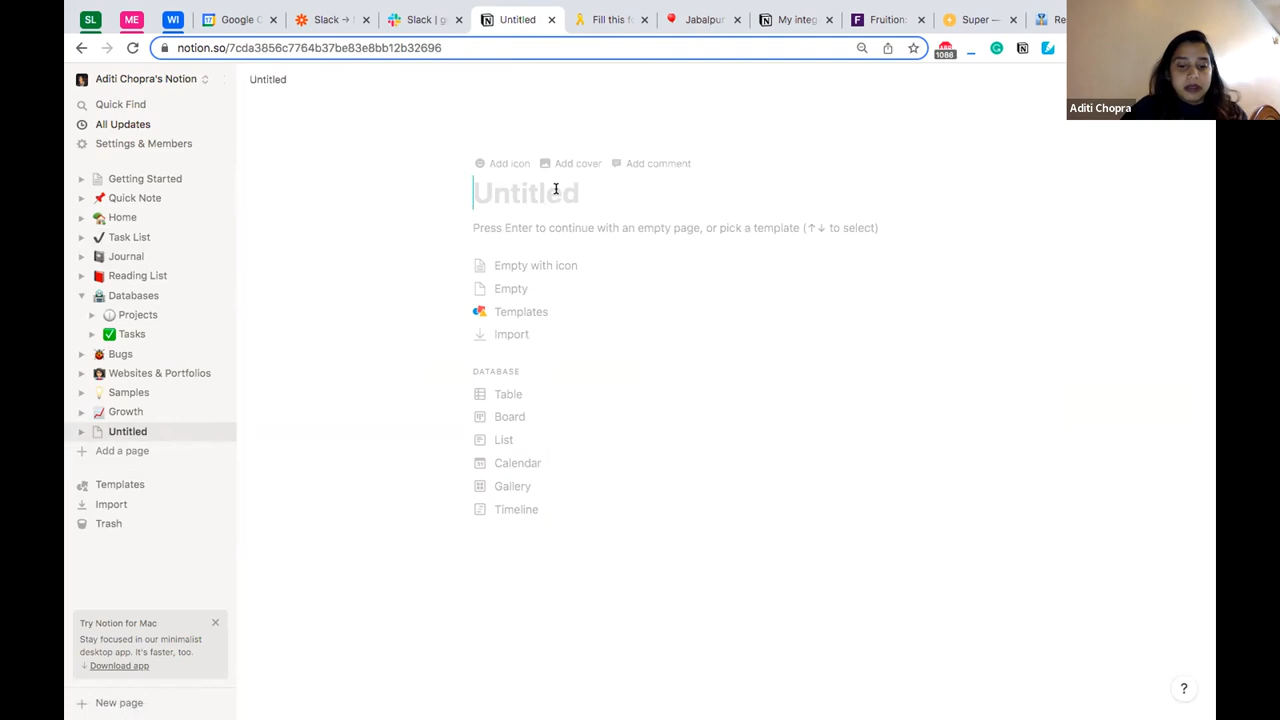 SL
ME
WI
Google C
Slack →
Slack | g
Untitled
Fill this fo
Jabalpur
My integ
Fruition:
Super —
Re
notion.so/7cda3856c7764b37be83e8bb12b32696
1086
Aditi Chopra
Aditi Chopra's Notion
Quick Find
All Updates
Settings & Members
Getting Started
Quick Note
Home
Task List
Journal
Reading List
Databases
Projects
Tasks
Bugs
Websites & Portfolios
Samples
Growth
Untitled
Add a page
Templates
Import
Trash
Try Notion for Mac
Stay focused in our minimalist
desktop app. It's faster, too.
Download app
New page
Untitled
Add icon Add cover Add comment
Untitled
Press Enter to continue with an empty page, or pick a template (↑↓ to select)
Empty with icon
Empty
Templates
Import
DATABASE
Table
Board
List
Calendar
Gallery
Timeline
?